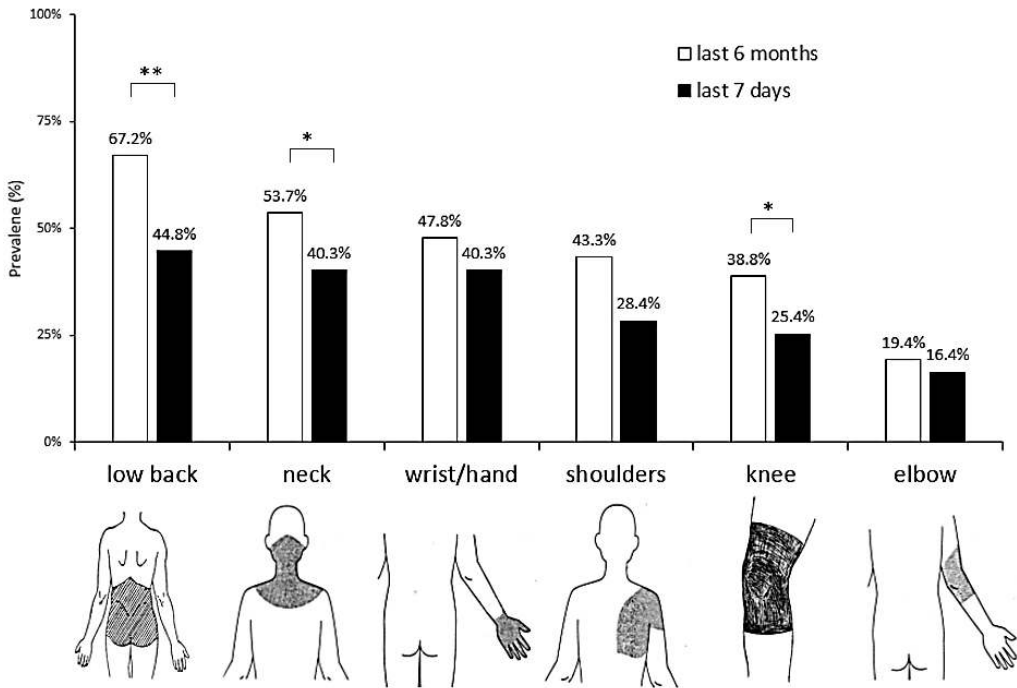 100%
last 6 months
last 7 days
**
75%
67.2%
*
53.7%
Prevalene (%)
50%
47.8%
*
44.8%
43.3%
40.3%
40.3%
38.8%
28.4%
25.4%
25%
19.4%
16.4%
0%
low back
neck
wrist/hand
shoulders
knee
elbow